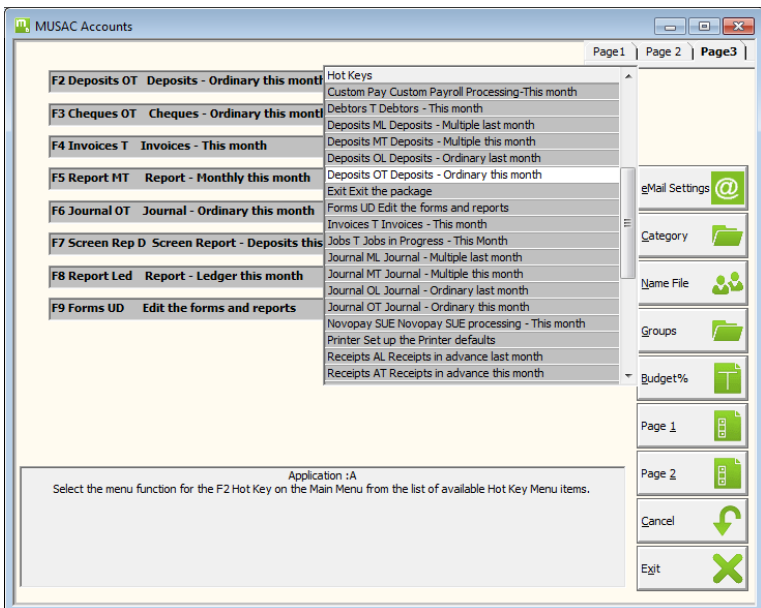 MUSAC Accounts
Page1 Page 2 Page3
F2 Deposits OT Deposits - Ordinary this month
F3 Cheques OT Cheques - Ordinary this month
F4 Invoices T Invoices - This month
F5 Report MT Report - Monthly this month
F6 Journal OT Journal - Ordinary this month
F7 Screen Rep D Screen Report - Deposits this
F8 Report Led Report - Ledger this month
F9 Forms UD Edit the forms and reports
Hot Keys
Custom Pay Custom Payroll Processing-This month
Debtors T Debtors - This month
Deposits ML Deposits - Multiple last month
Deposits MT Deposits - Multiple this month
Deposits OL Deposits - Ordinary last month
Deposits OT Deposits - Ordinary this month
Exit Exit the package
Forms UD Edit the forms and reports
Invoices T Invoices - This month
Jobs T Jobs in Progress - This Month
Journal ML Journal - Multiple last month
Journal MT Journal - Multiple this month
Journal OL Journal - Ordinary last month
Journal OT Journal - Ordinary this month
Novopay SUE Novopay SUE processing - This month
Printer Set up the Printer defaults
Receipts AL Receipts in advance last month
Receipts AT Receipts in advance this month
eMail Settings @
Category
Name File
Groups
Budget% T
Page 1
Page 2
Cancel
Exit
Application :A
Select the menu function for the F2 Hot Key on the Main Menu from the list of available Hot Key Menu items.